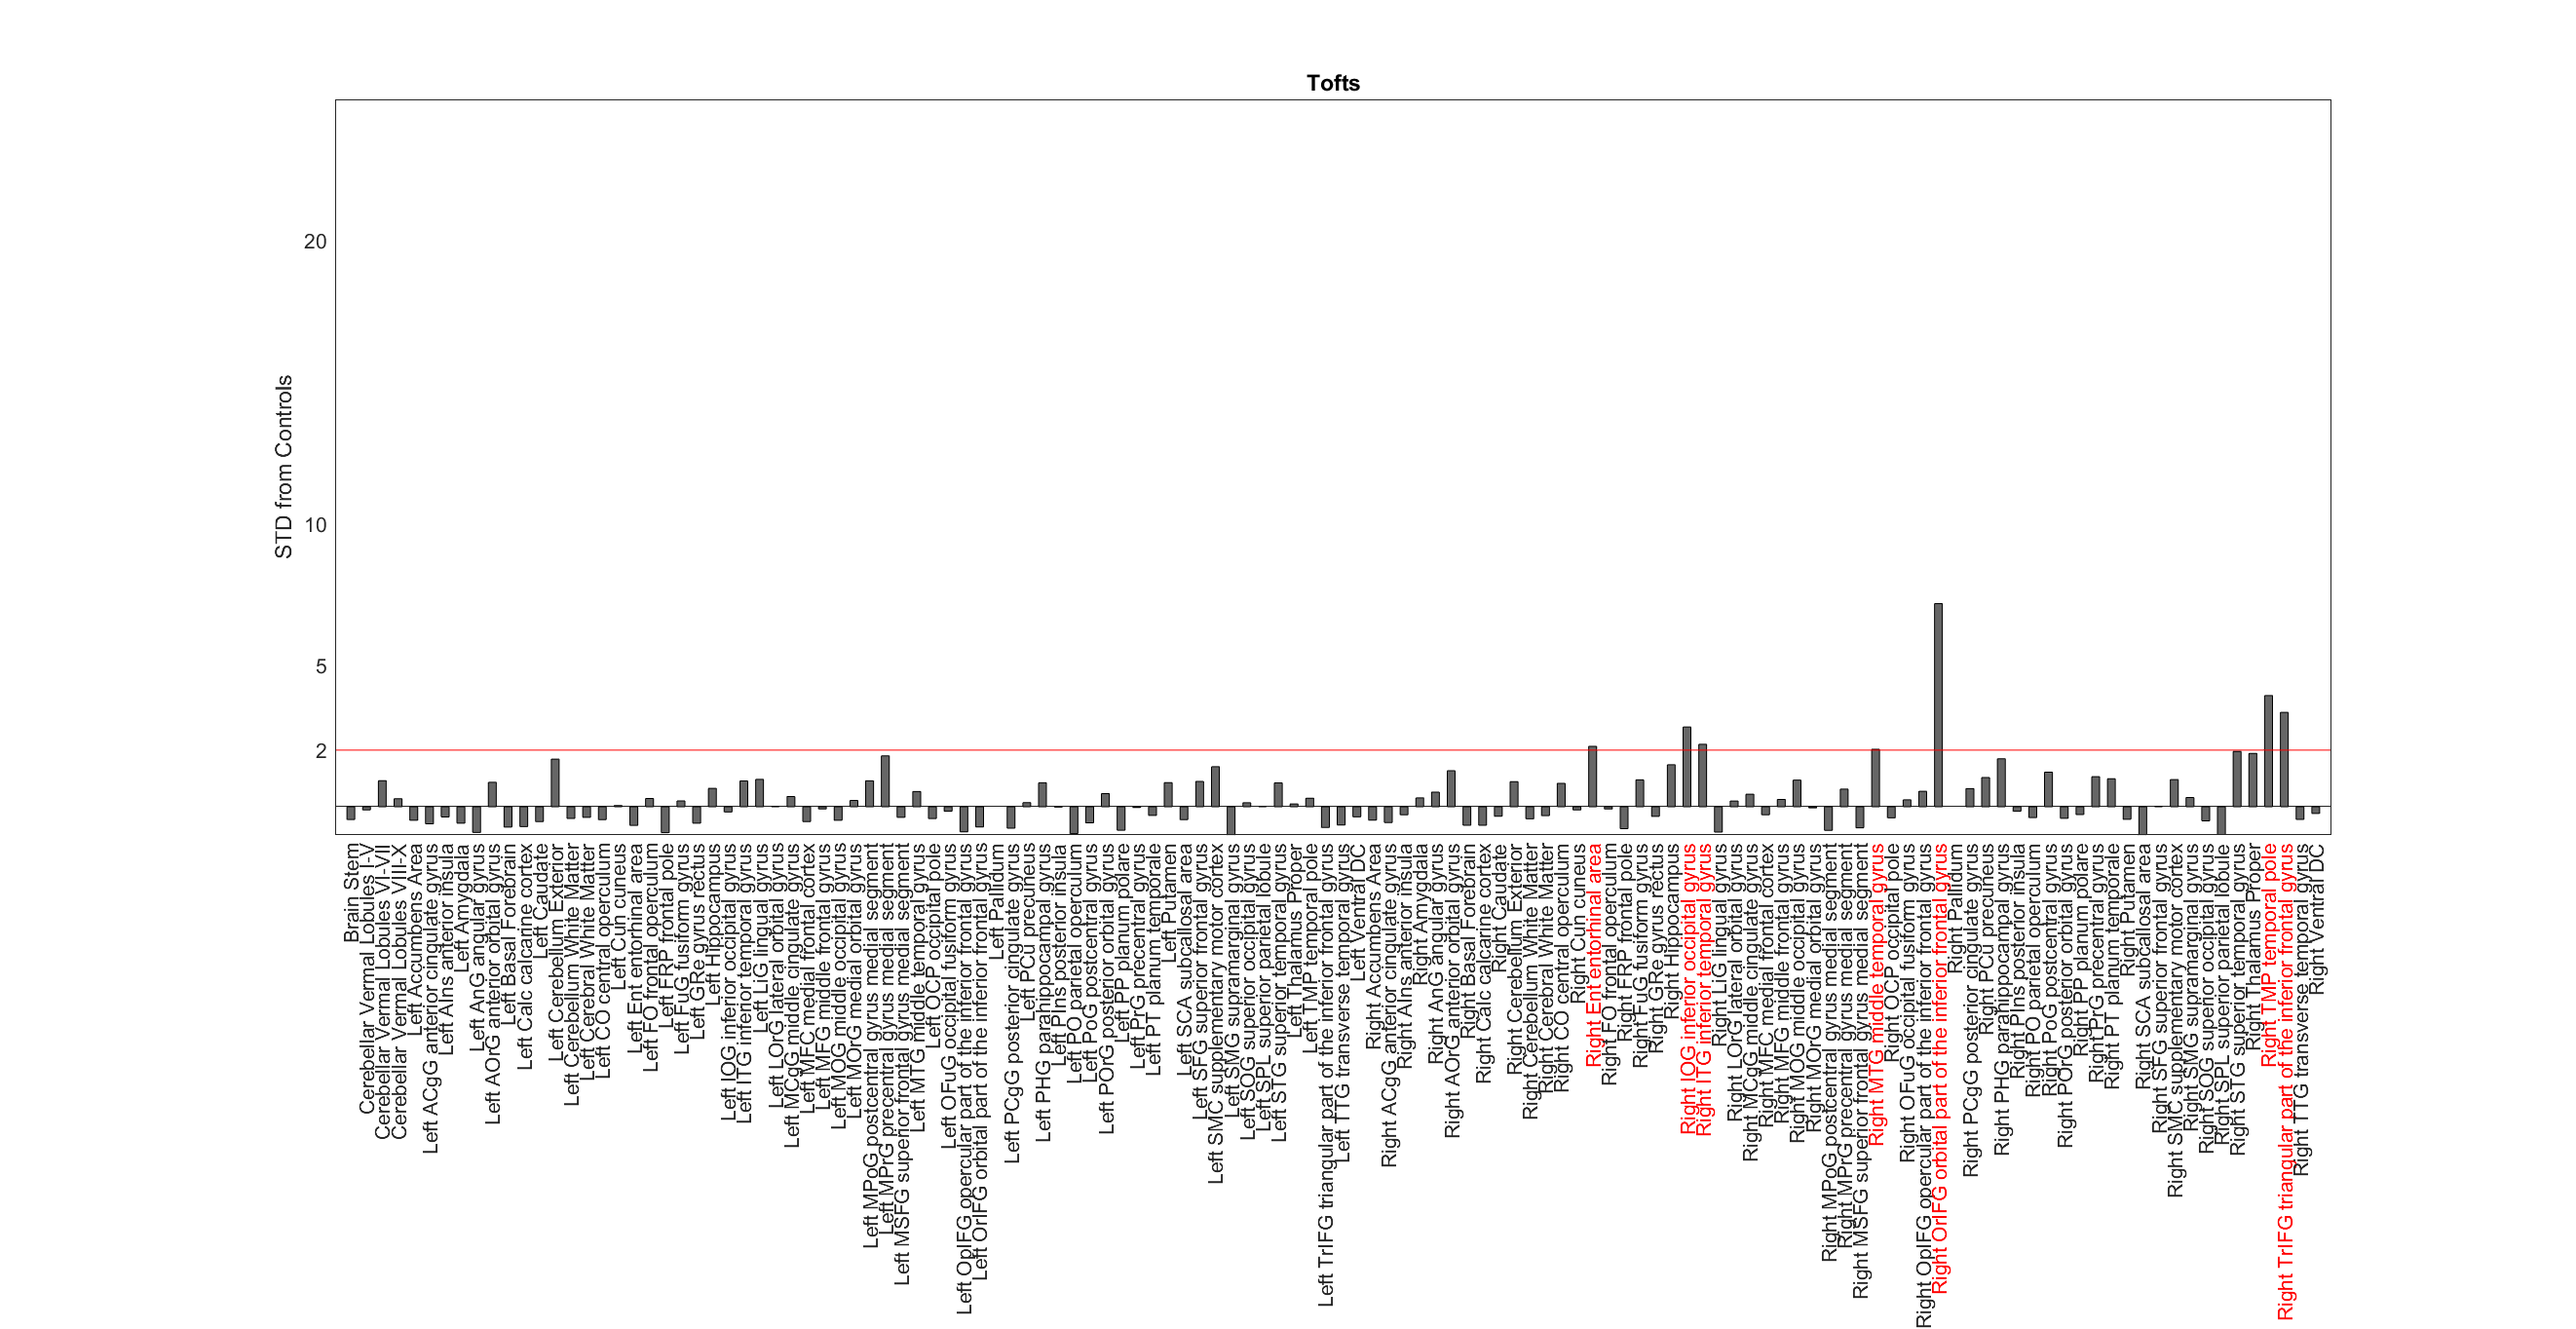 Tofts
STD from Controls
20
10
5
2
Brain Stem
Cerebellar Vermal Lobules I-V
Cerebellar Vermal Lobules VI-VII
Cerebellar Vermal Lobules VIII-X
Left Accumbens Area
Left ACgG anterior cingulate gyrus
Left AIns anterior insula
Left Amygdala
Left AnG angular gyrus
Left AOrG anterior orbital gyrus
Left Basal Forebrain
Left Calc calcarine cortex
Left Caudate
Left Cerebellum Exterior
Left Cerebellum White Matter
Left Cerebral White Matter
Left CO central operculum
Left Cun cuneus
Left Ent entorhinal area
Left FO frontal operculum
Left FRP frontal pole
Left FuG fusiform gyrus
Left GRe gyrus rectus
Left Hippocampus
Left IOG inferior occipital gyrus
Left ITG inferior temporal gyrus
Left LiG lingual gyrus
Left LOrG lateral orbital gyrus
Left MCgG middle cingulate gyrus
Left MFC medial frontal cortex
Left MFG middle frontal gyrus
Left MOG middle occipital gyrus
Left MOrG medial orbital gyrus
Left MPoG postcentral gyrus medial segment
Left MPrG precentral gyrus medial segment
Left MSFG superior frontal gyrus medial segment
Left MTG middle temporal gyrus
Left OCP occipital pole
Left OFuG occipital fusiform gyrus
Left OpIFG opercular part of the inferior frontal gyrus
Left OrIFG orbital part of the inferior frontal gyrus
Left Pallidum
Left PCgG posterior cingulate gyrus
Left PCu precuneus
Left PHG parahippocampal gyrus
Left PIns posterior insula
Left PO parietal operculum
Left PoG postcentral gyrus
Left POrG posterior orbital gyrus
Left PP planum polare
Left PrG precentral gyrus
Left PT planum temporale
Left Putamen
Left SCA subcallosal area
Left SFG superior frontal gyrus
Left SMC supplementary motor cortex
Left SMG supramarginal gyrus
Left SOG superior occipital gyrus
Left SPL superior parietal lobule
Left STG superior temporal gyrus
Left Thalamus Proper
Left TMP temporal pole
Left TrIFG triangular part of the inferior frontal gyrus
Left TTG transverse temporal gyrus
Left Ventral DC
Right Accumbens Area
Right ACgG anterior cingulate gyrus
Right AIns anterior insula
Right Amygdala
Right AnG angular gyrus
Right AOrG anterior orbital gyrus
Right Basal Forebrain
Right Calc calcarine cortex
Right Caudate
Right Cerebellum Exterior
Right Cerebellum White Matter
Right Cerebral White Matter
Right CO central operculum
Right Cun cuneus
Right Ent entorhinal area
Right FO frontal operculum
Right FRP frontal pole
Right FuG fusiform gyrus
Right GRe gyrus rectus
Right Hippocampus
Right IOG inferior occipital gyrus
Right ITG inferior temporal gyrus
Right LiG lingual gyrus
Right LOrG lateral orbital gyrus
Right MCgG middle cingulate gyrus
Right MFC medial frontal cortex
Right MFG middle frontal gyrus
Right MOG middle occipital gyrus
Right MOrG medial orbital gyrus
Right MPoG postcentral gyrus medial segment
Right MPrG precentral gyrus medial segment
Right MSFG superior frontal gyrus medial segment
Right MTG middle temporal gyrus
Right OCP occipital pole
Right OFuG occipital fusiform gyrus
Right OpIFG opercular part of the inferior frontal gyrus
Right OrIFG orbital part of the inferior frontal gyrus
Right Pallidum
Right PCgG posterior cingulate gyrus
Right PCu precuneus
Right PHG parahippocampal gyrus
Right PIns posterior insula
Right PO parietal operculum
Right PoG postcentral gyrus
Right POrG posterior orbital gyrus
Right PP planum polare
Right PrG precentral gyrus
Right PT planum temporale
Right Putamen
Right SCA subcallosal area
Right SFG superior frontal gyrus
Right SMC supplementary motor cortex
Right SMG supramarginal gyrus
Right SOG superior occipital gyrus
Right SPL superior parietal lobule
Right STG superior temporal gyrus
Right Thalamus Proper
Right TMP temporal pole
Right TrIFG triangular part of the inferior frontal gyrus
Right TTG transverse temporal gyrus
Right Ventral DC